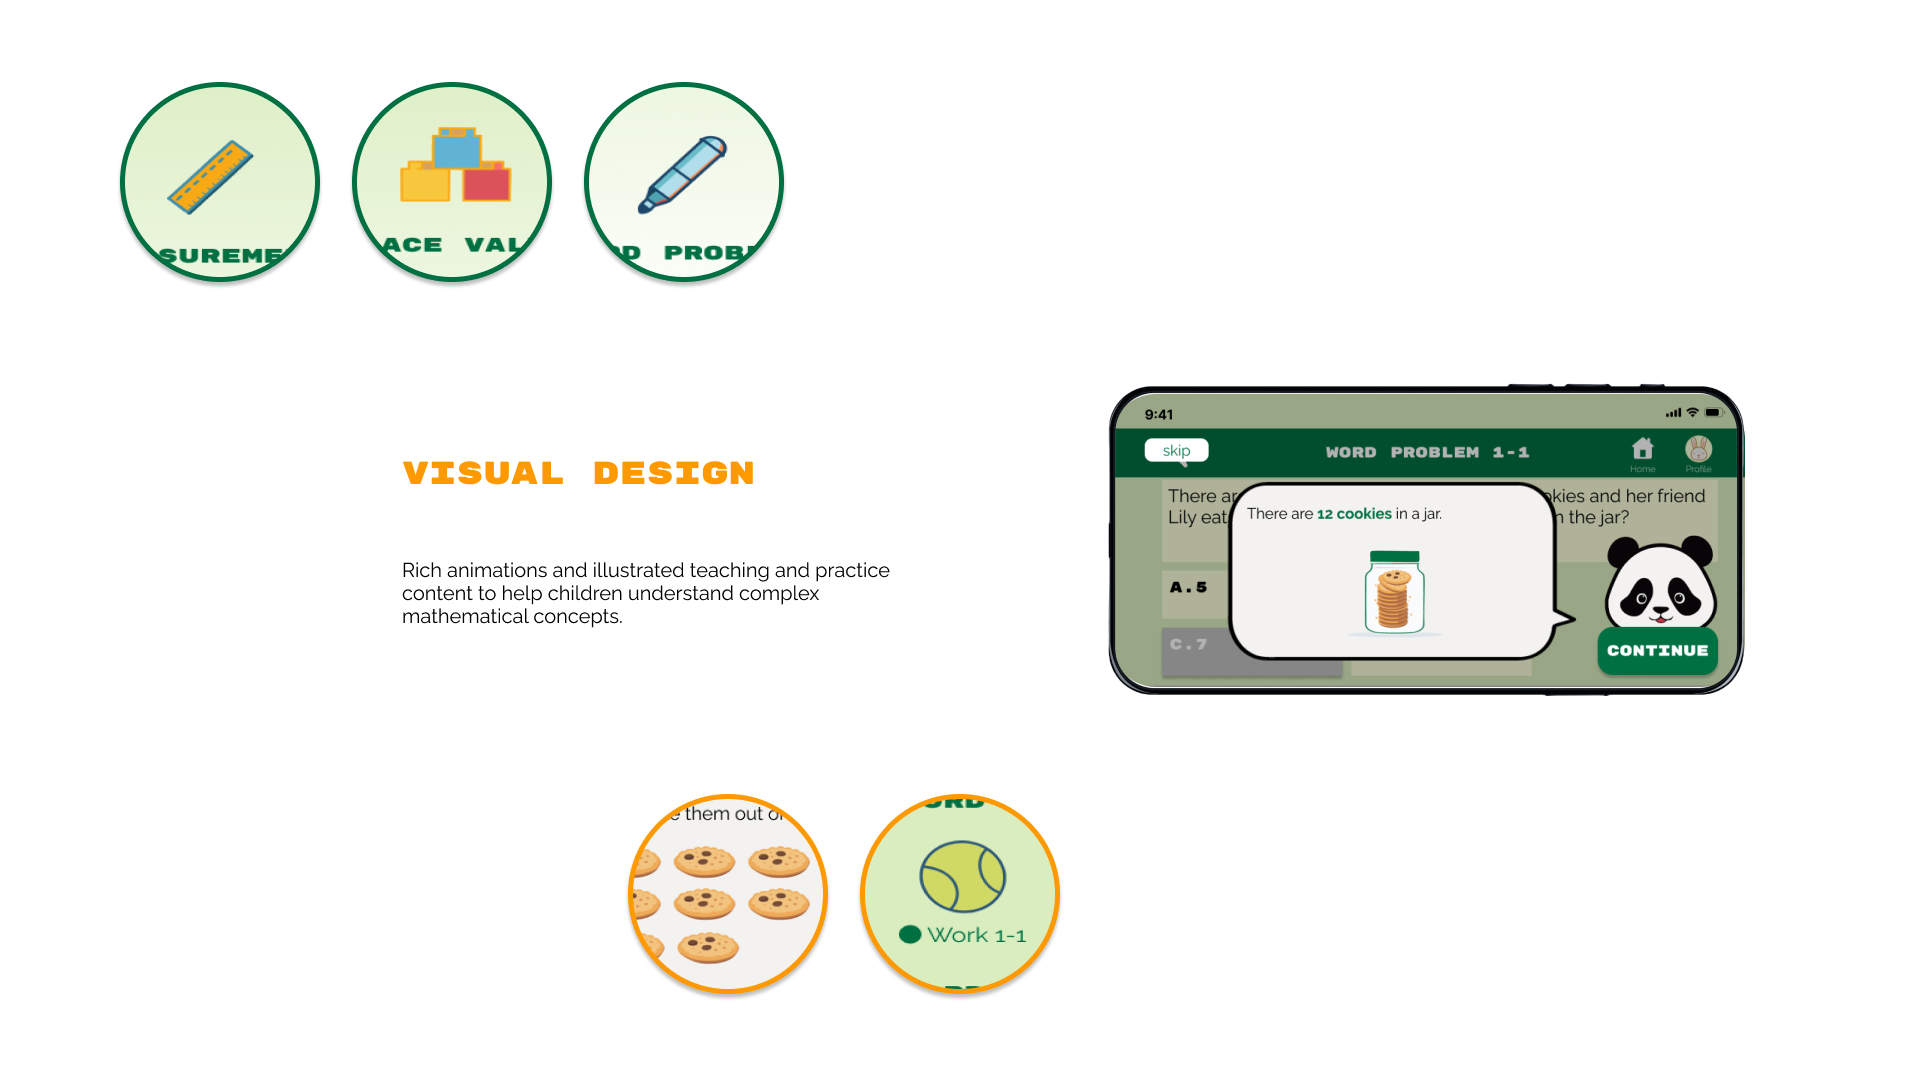 SUREME
ACE VAL
PROB
VISUAL DESIGN
Rich animations and illustrated teaching and practice
content to help children understand complex
mathematical concepts.
9:41
skip
WORD PROBLEM 1-1
Home
Profile
There are 12 cookies in a jar.
There ar okies and her friend
Lily eat n the jar?
A.5
C.7
CONTINUE
e them out of
ORD
Work 1-1